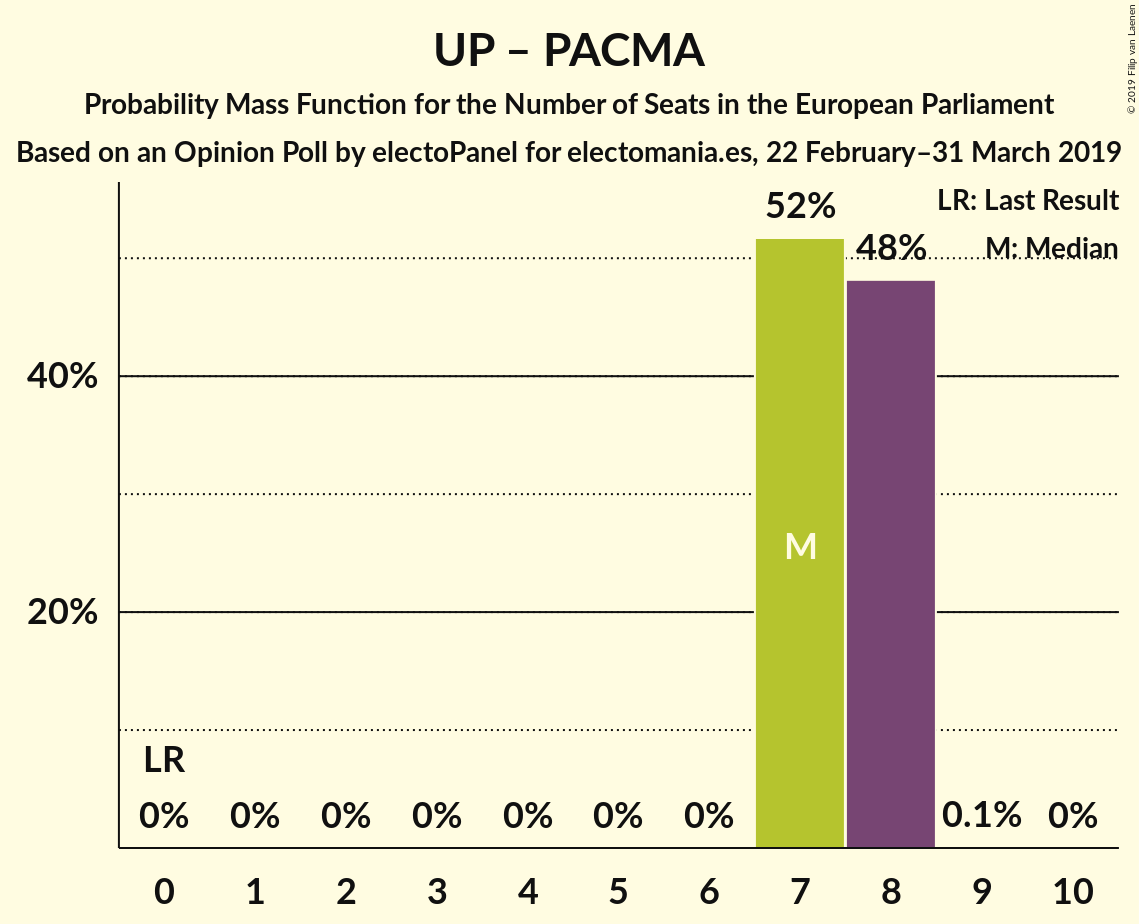 UP – PACMA
Probability Mass Function for the Number of Seats in the European Parliament
Based on an Opinion Poll by electoPanel for electomania.es, 22 February–31 March 2019
© 2019 Filip van Laenen
LR: Last Result
M: Median
52%
48%
40%
20%
M
LR
0% 0% 0% 0% 0% 0% 0% 0.1% 0%
0 1 2 3 4 5 6 7 8 9 10